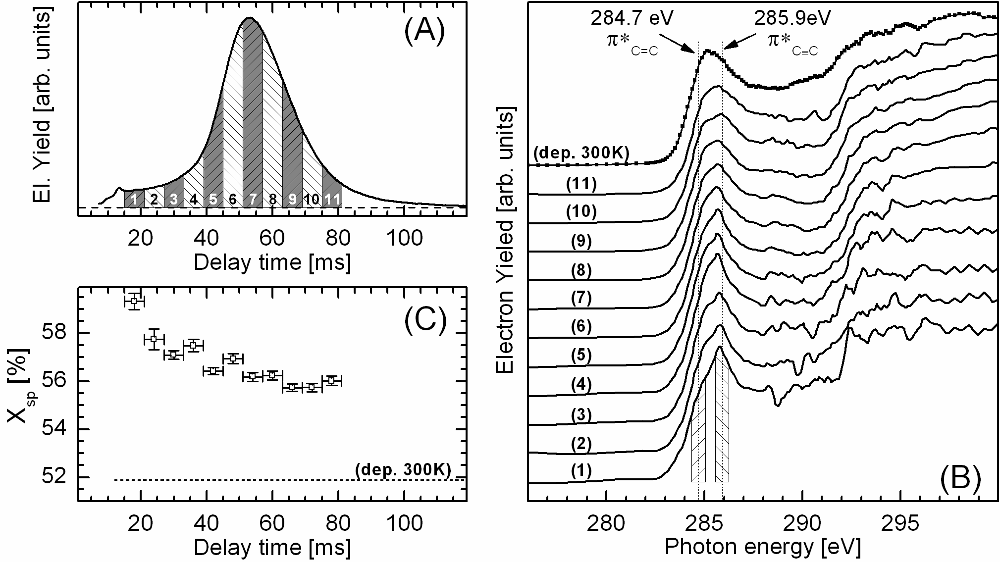 (A)
El. Yield [arb. units]
1 2 3 4 5 6 7 8 9 10 11
20 40 60 80 100
Delay time [ms]
(C)
X_sp [%]
58
56
54
52
(dep. 300K)
20 40 60 80 100
Delay time [ms]
284.7 eV
π*C=C
285.9eV
π*C≡C
Electron Yieled [arb. units]
(dep. 300K)
(11)
(10)
(9)
(8)
(7)
(6)
(5)
(4)
(3)
(2)
(1)
(B)
280 285 290 295
Photon energy [eV]